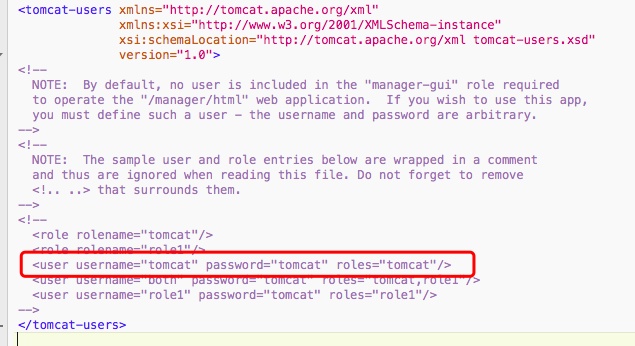 <tomcat-users xmlns="http://tomcat.apache.org/xml"
xmlns:xsi="http://www.w3.org/2001/XMLSchema-instance"
xsi:schemaLocation="http://tomcat.apache.org/xml tomcat-users.xsd"
version="1.0">
<!--
NOTE:  By default, no user is included in the "manager-gui" role required
to operate the "/manager/html" web application.  If you wish to use this app,
you must define such a user - the username and password are arbitrary.
-->
<!--
NOTE:  The sample user and role entries below are wrapped in a comment
and thus are ignored when reading this file. Do not forget to remove
<!.. ..> that surrounds them.
-->
<!--
<role rolename="tomcat"/>
<role rolename="role1"/>
<user username="tomcat" password="tomcat" roles="tomcat"/>
<user username="both" password="tomcat" roles="tomcat,role1"/>
<user username="role1" password="tomcat" roles="role1"/>
-->
</tomcat-users>